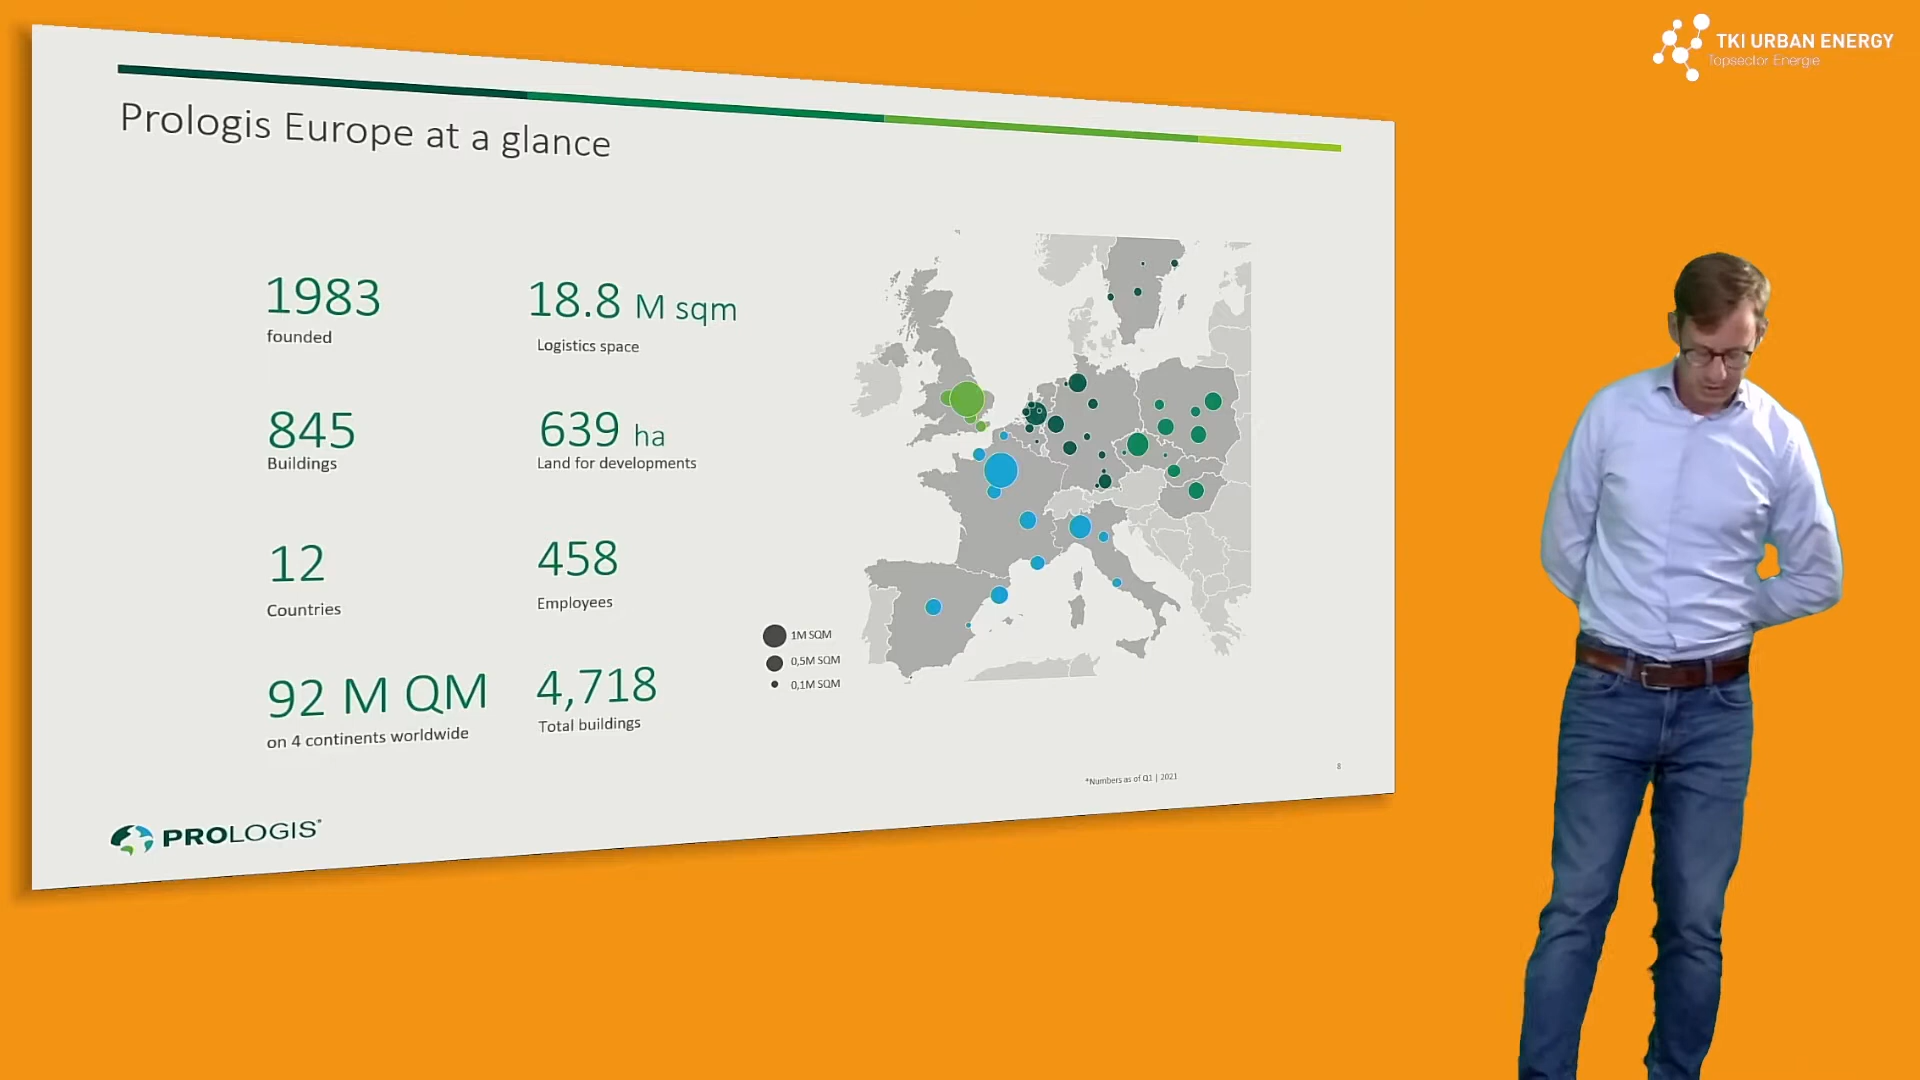 TKI URBAN ENERGY
Topsector Energie
Prologis Europe at a glance
1983
founded
18.8 M sqm
Logistics space
845
Buildings
639 ha
Land for developments
12
Countries
458
Employees
92 M QM
on 4 continents worldwide
4,718
Total buildings
1M SQM
0,5M SQM
0,1M SQM
*Numbers as of Q1 | 2021
8
PROLOGIS®